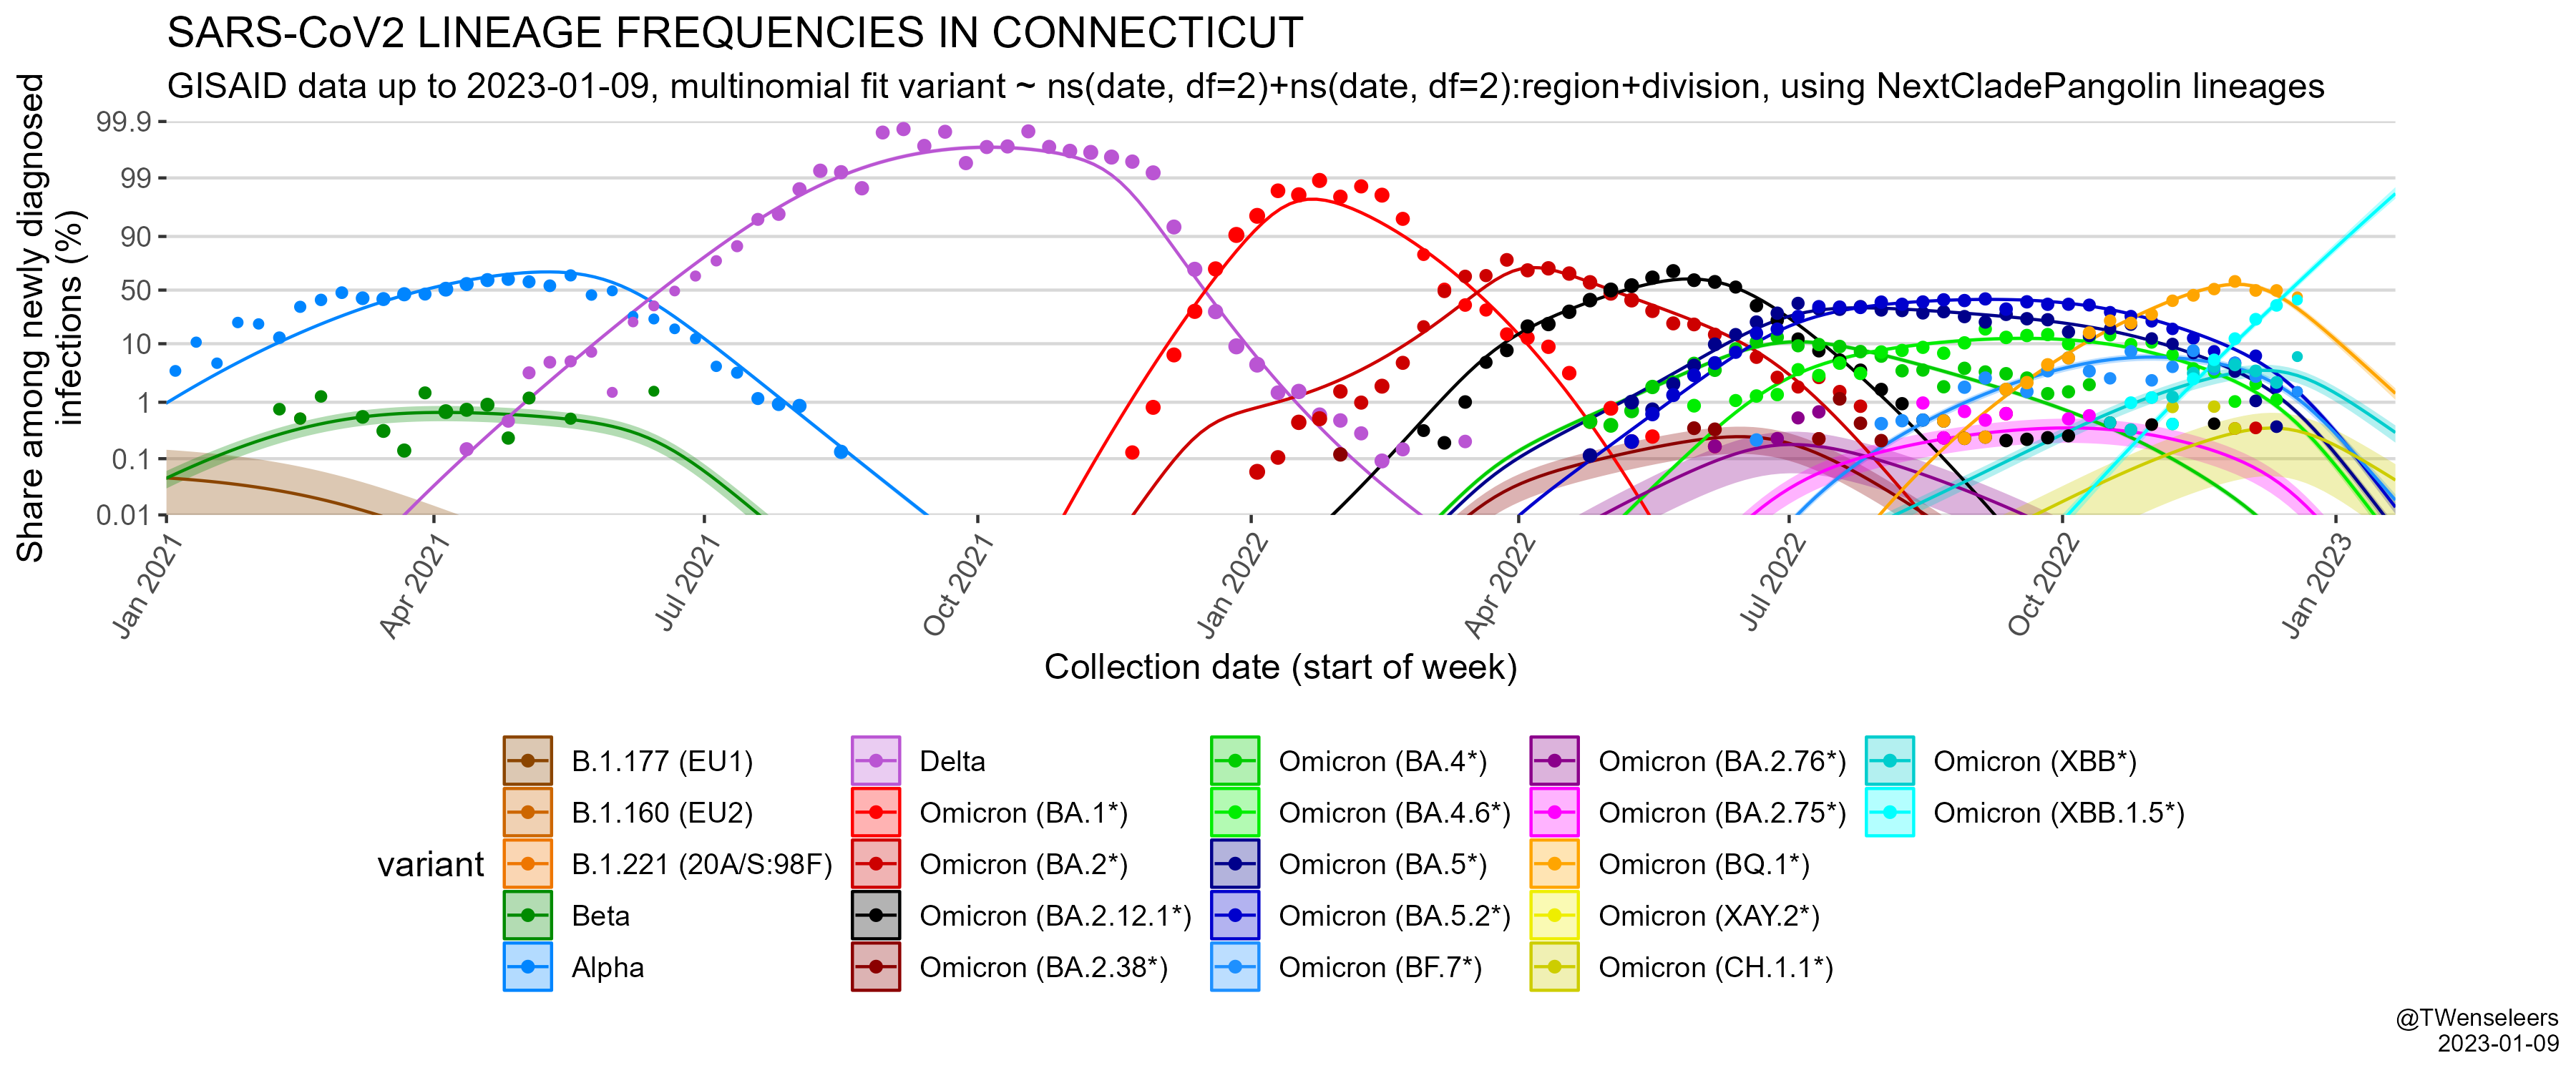 SARS-CoV2 LINEAGE FREQUENCIES IN CONNECTICUT
GISAID data up to 2023-01-09, multinomial fit variant ~ ns(date, df=2)+ns(date, df=2):region+division, using NextCladePangolin lineages
Share among newly diagnosed
infections (%)
99.9
99
90
50
10
1
0.1
0.01
Jan 2021
Apr 2021
Jul 2021
Oct 2021
Jan 2022
Apr 2022
Jul 2022
Oct 2022
Jan 2023
Collection date (start of week)
variant
B.1.177 (EU1)
B.1.160 (EU2)
B.1.221 (20A/S:98F)
Beta
Alpha
Delta
Omicron (BA.1*)
Omicron (BA.2*)
Omicron (BA.2.12.1*)
Omicron (BA.2.38*)
Omicron (BA.4*)
Omicron (BA.4.6*)
Omicron (BA.5*)
Omicron (BA.5.2*)
Omicron (BF.7*)
Omicron (BA.2.76*)
Omicron (BA.2.75*)
Omicron (BQ.1*)
Omicron (XAY.2*)
Omicron (CH.1.1*)
Omicron (XBB*)
Omicron (XBB.1.5*)
@TWenseleers
2023-01-09